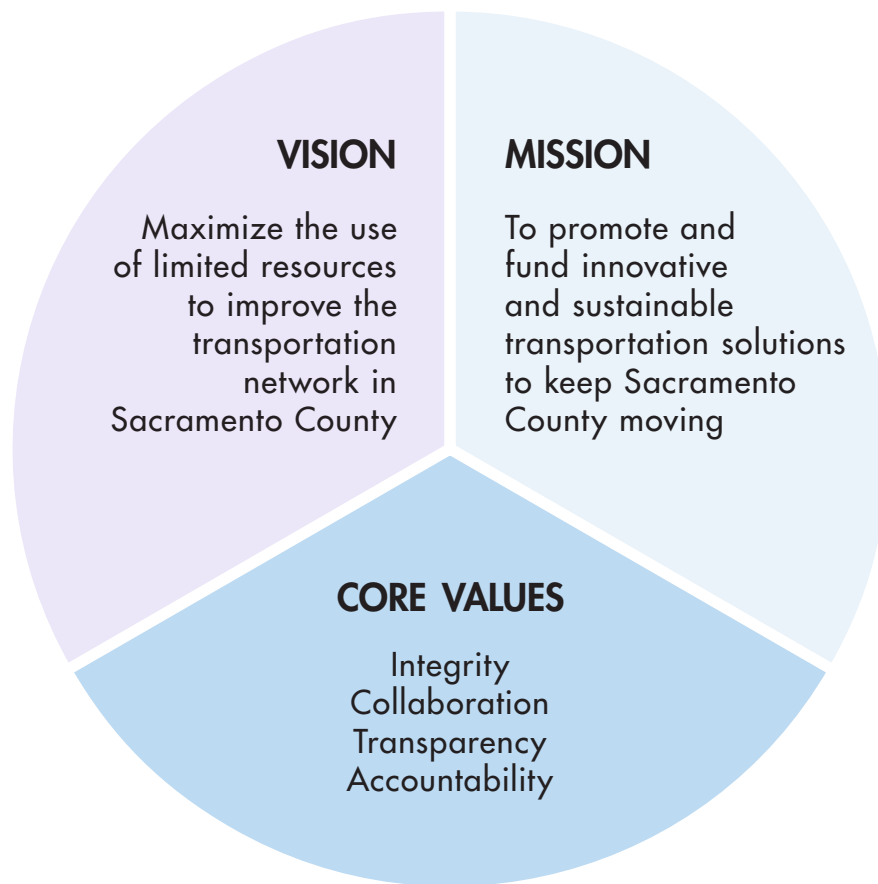 VISION
Maximize the use
of limited resources
to improve the
transportation
network in
Sacramento County
MISSION
To promote and
fund innovative
and sustainable
transportation solutions
to keep Sacramento
County moving
CORE VALUES
Integrity
Collaboration
Transparency
Accountability